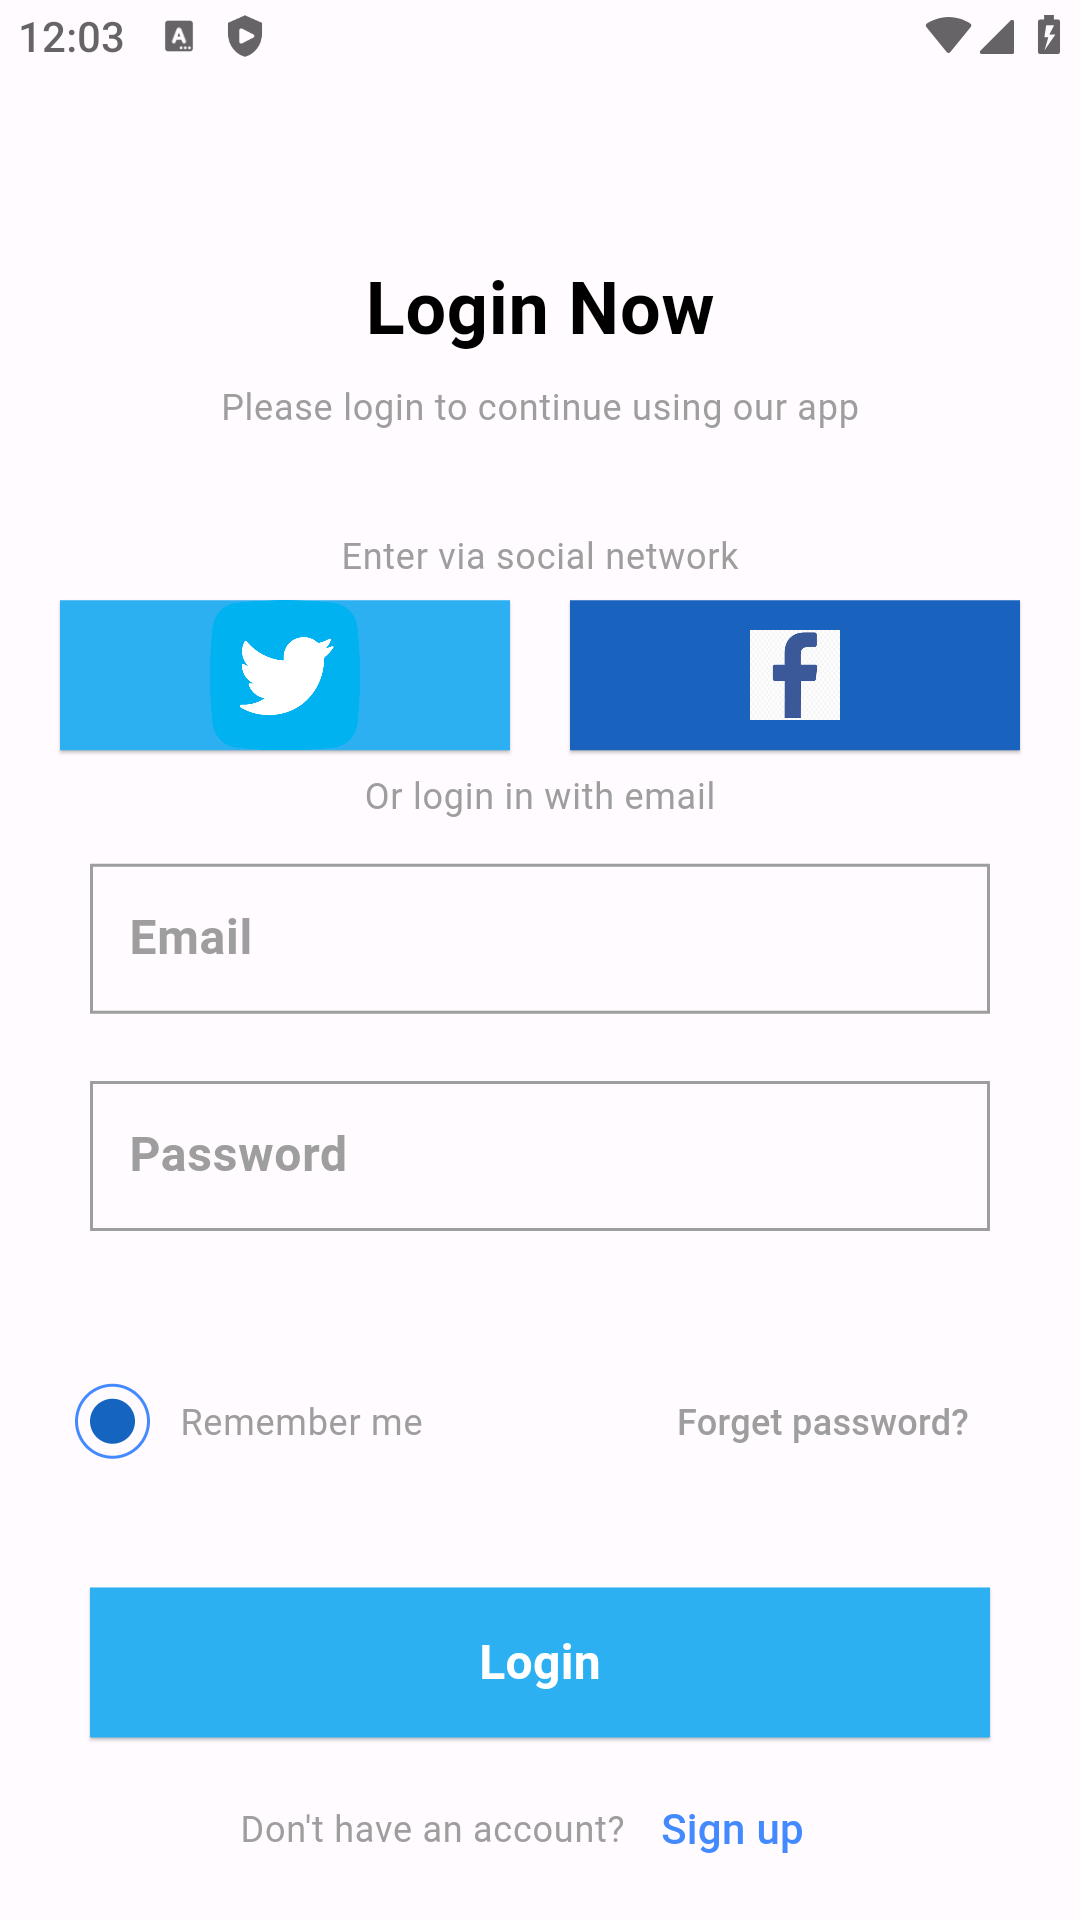 12:03
Login Now
Please login to continue using our app
Enter via social network
Or login in with email
Email
Password
Remember me Forget password?
Login
Don't have an account? Sign up